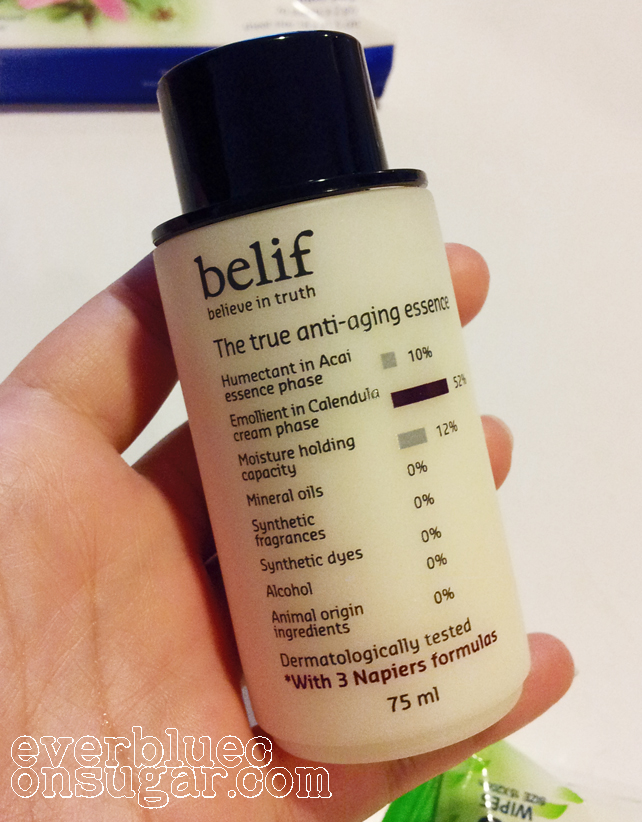 belif
believe in truth
The true anti-aging essence
Humectant in Acai
essence phase
10%
Emollient in Calendula
cream phase
52%
Moisture holding
capacity
12%
Mineral oils
0%
Synthetic
fragrances
0%
Synthetic dyes
0%
Alcohol
0%
Animal origin
ingredients
0%
Dermatologically tested
*With 3 Napiers formulas
75 ml
everbluec
onsugar.com
WIPES